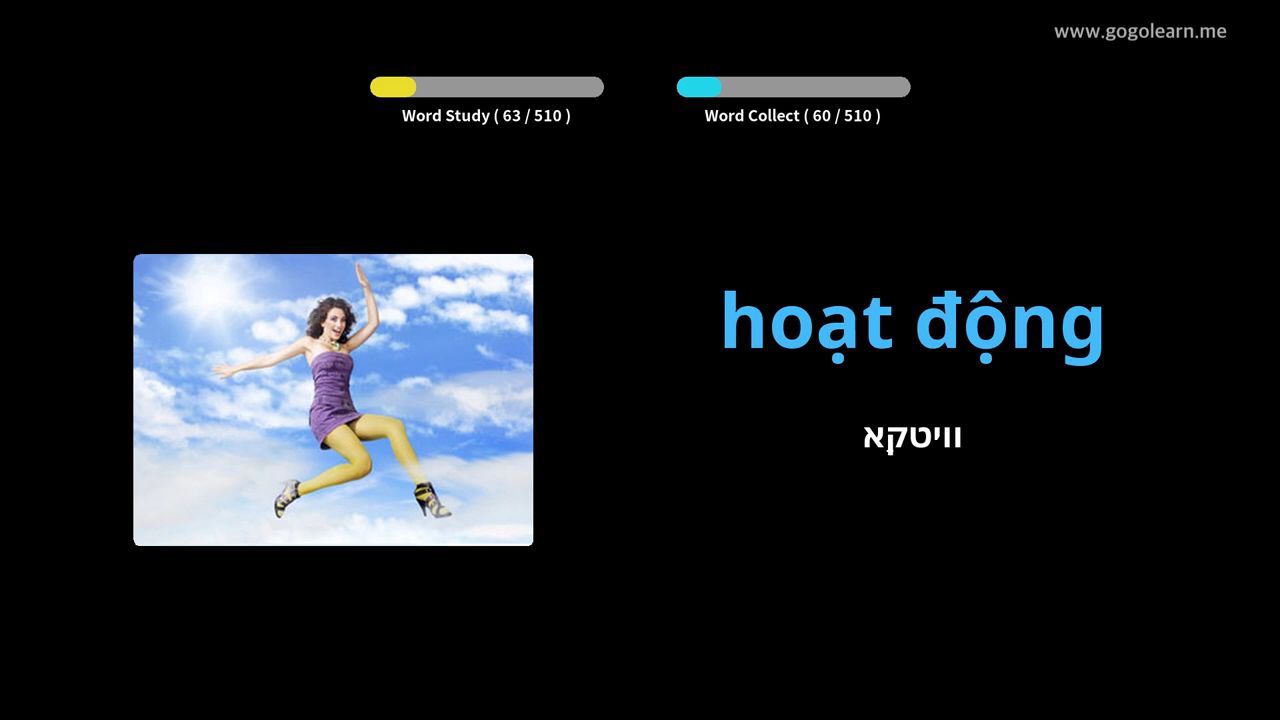 www.gogolearn.me
Word Study ( 63 / 510 )
Word Collect ( 60 / 510 )
hoạt động
וויטקא